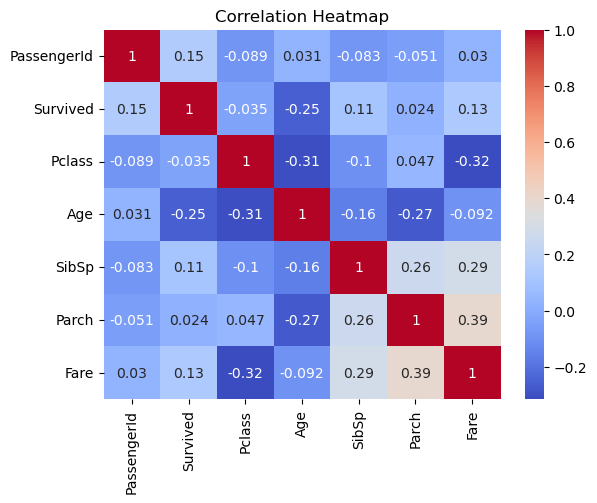 Correlation Heatmap
PassengerId 1 0.15 -0.089 0.031 -0.083 -0.051 0.03
Survived 0.15 1 -0.035 -0.25 0.11 0.024 0.13
Pclass -0.089 -0.035 1 -0.31 -0.1 0.047 -0.32
Age 0.031 -0.25 -0.31 1 -0.16 -0.27 -0.092
SibSp -0.083 0.11 -0.1 -0.16 1 0.26 0.29
Parch -0.051 0.024 0.047 -0.27 0.26 1 0.39
Fare 0.03 0.13 -0.32 -0.092 0.29 0.39 1
PassengerId Survived Pclass Age SibSp Parch Fare
1.0
0.8
0.6
0.4
0.2
0.0
−0.2